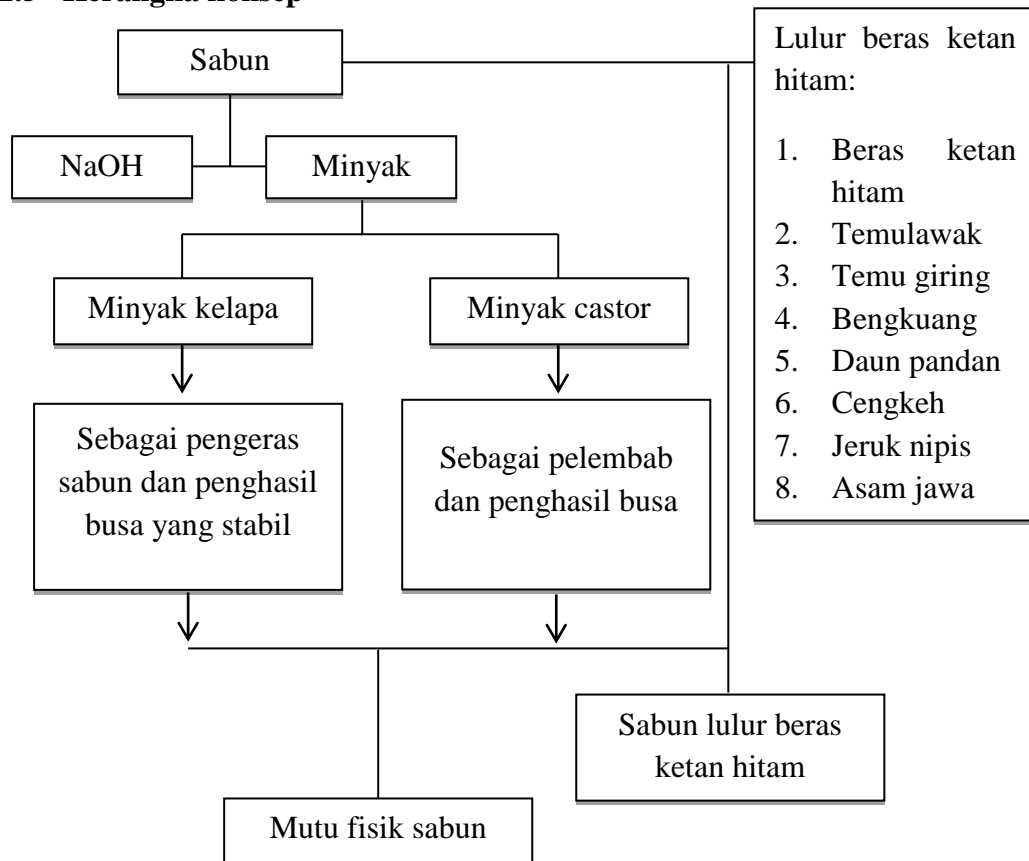 Kerangka konsep
Sabun
Lulur beras ketan
hitam:
1. Beras ketan
hitam
2. Temulawak
3. Temu giring
4. Bengkuang
5. Daun pandan
6. Cengkeh
7. Jeruk nipis
8. Asam jawa
NaOH
Minyak
Minyak kelapa
Minyak castor
Sebagai pengeras
sabun dan penghasil
busa yang stabil
Sebagai pelembab
dan penghasil busa
Sabun lulur beras
ketan hitam
Mutu fisik sabun